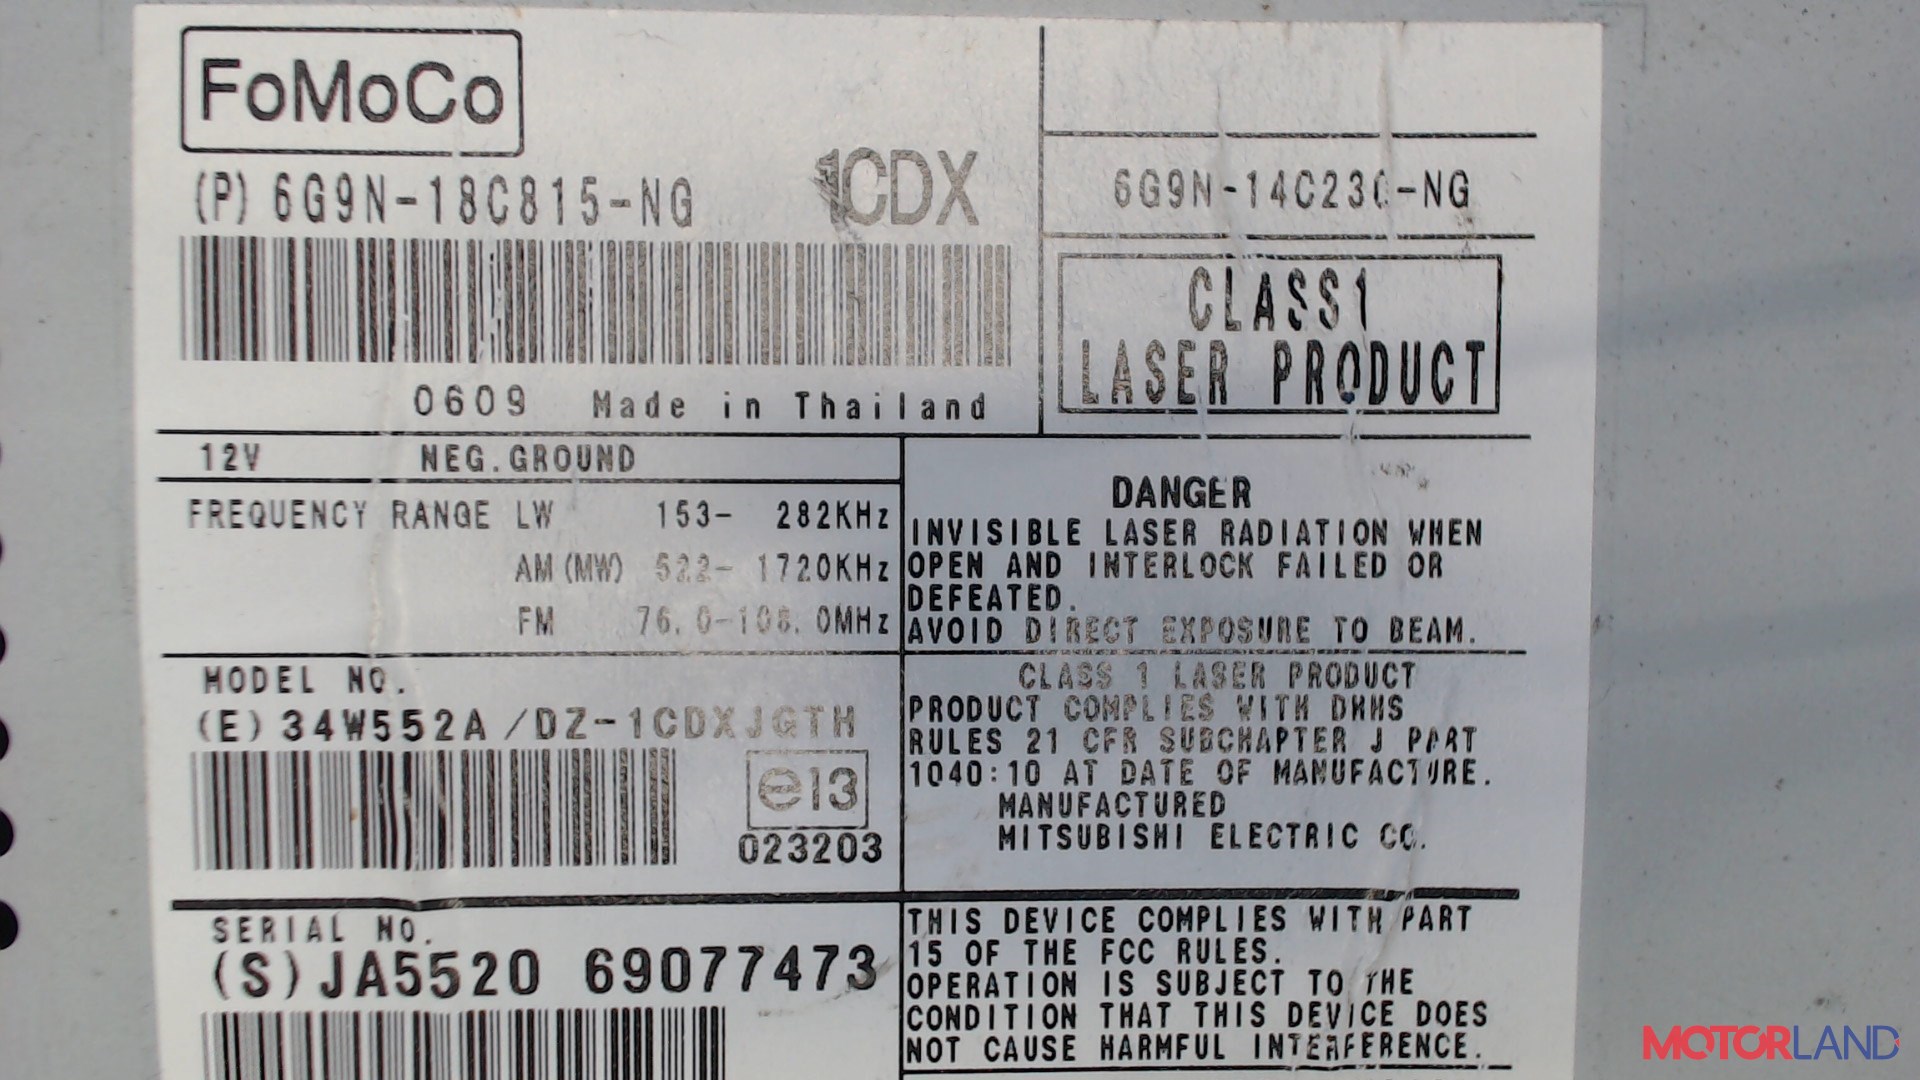 FoMoCo
(P) 6G9N-18C815-NG 1CDX
6G9N-14C230-NG
CLASS1
LASER PRODUCT
0609 Made in Thailand
12V NEG.GROUND
FREQUENCY RANGE LW 153- 282KHz
AM(MW) 522- 1720KHz
FM 76.0-108.0MHz
DANGER
INVISIBLE LASER RADIATION WHEN
OPEN AND INTERLOCK FAILED OR
DEFEATED.
AVOID DIRECT EXPOSURE TO BEAM.
MODEL NO.
(E)34W552A/DZ-1CDXJGTH
e13
023203
CLASS 1 LASER PRODUCT
PRODUCT COMPLIES WITH DHHS
RULES 21 CFR SUBCHAPTER J PART
1040:10 AT DATE OF MANUFACTURE.
MANUFACTURED
MITSUBISHI ELECTRIC CO.
SERIAL NO.
(S)JA5520 69077473
THIS DEVICE COMPLIES WITH PART
15 OF THE FCC RULES.
OPERATION IS SUBJECT TO THE
CONDITION THAT THIS DEVICE DOES
NOT CAUSE HARMFUL INTERFERENCE.
MOTORLAND